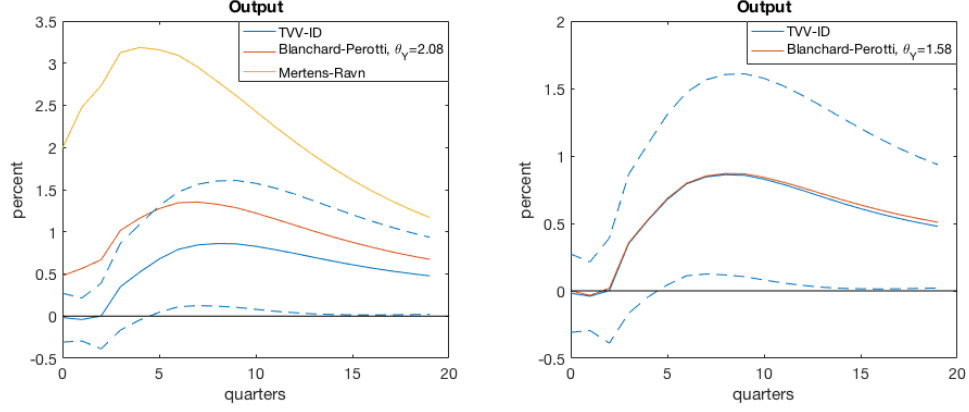 Output
3.5
3
2.5
2
1.5
1
0.5
0
-0.5
percent
TVV-ID
Blanchard-Perotti, θY=2.08
Mertens-Ravn
0 5 10 15 20
quarters
Output
2
1.5
1
0.5
0
-0.5
percent
TVV-ID
Blanchard-Perotti, θY=1.58
0 5 10 15 20
quarters